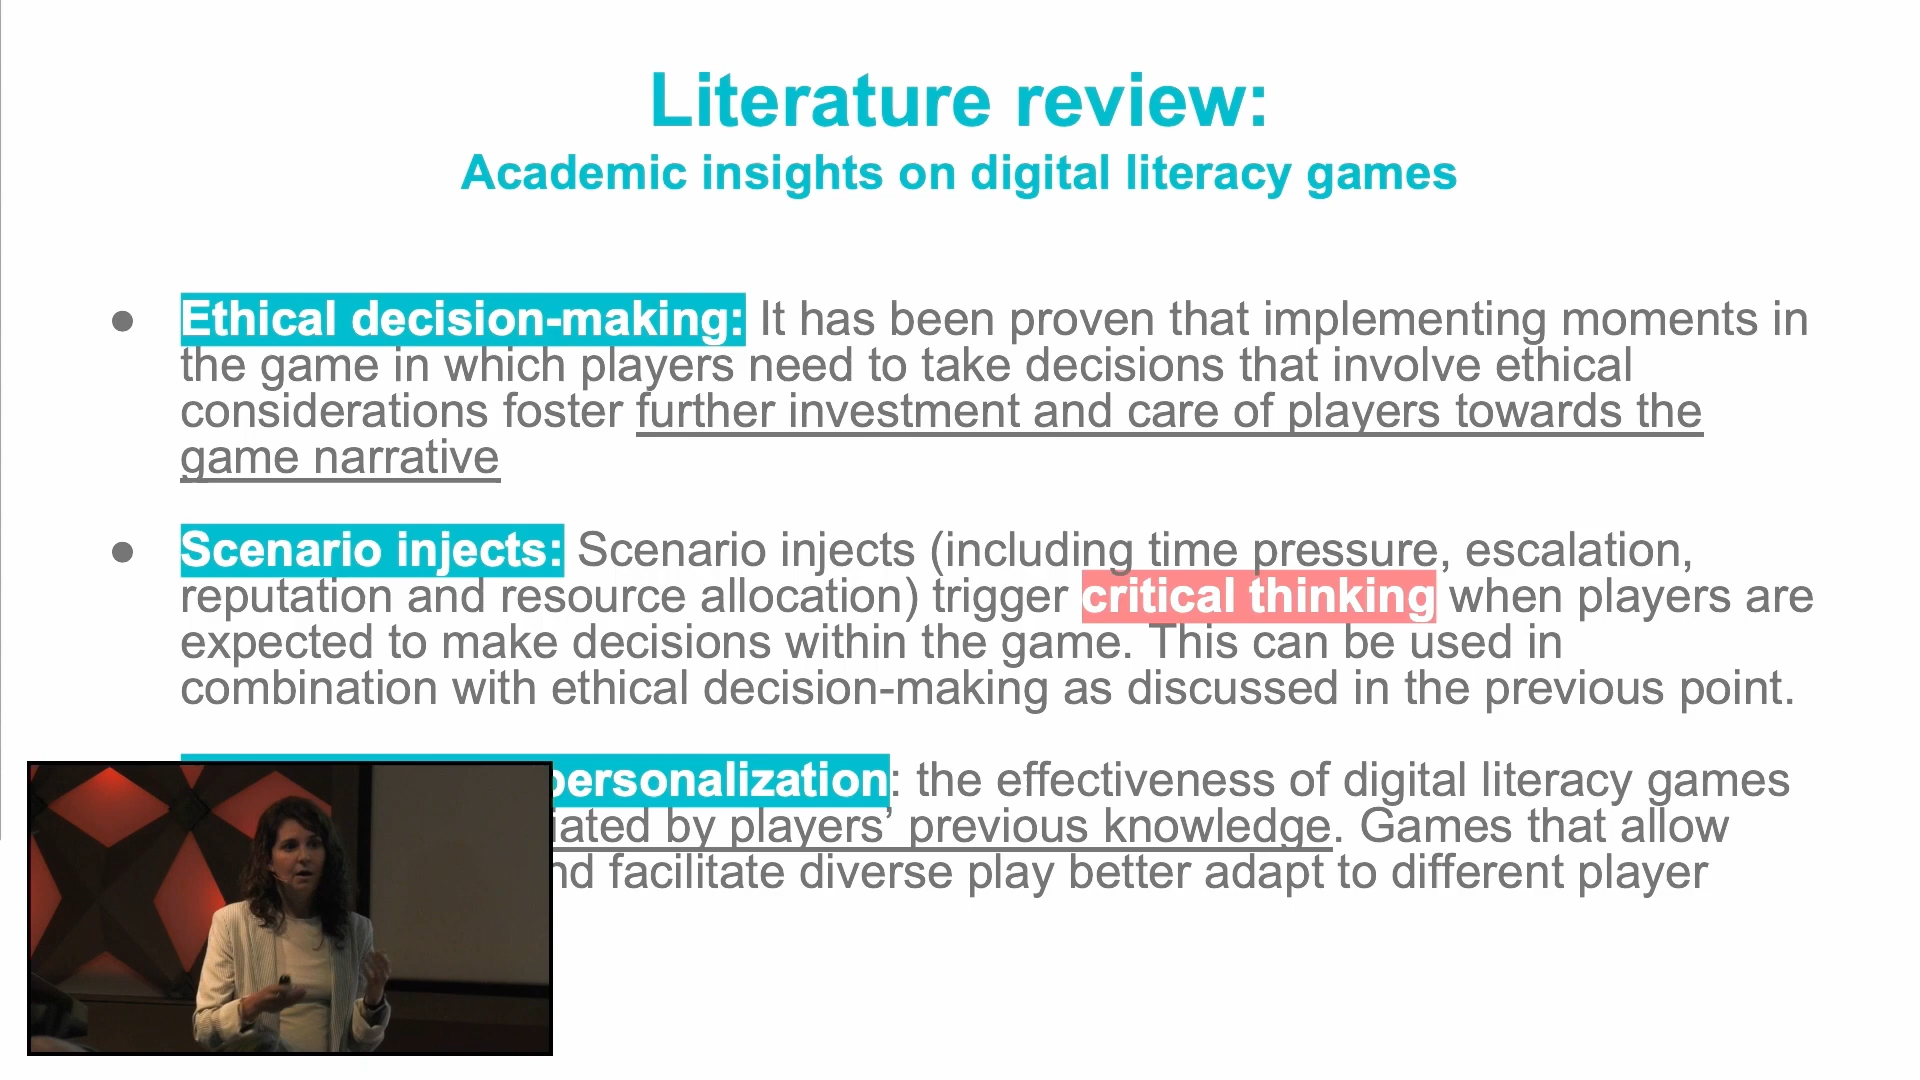 Literature review:
Academic insights on digital literacy games
● Ethical decision-making: It has been proven that implementing moments in
the game in which players need to take decisions that involve ethical
considerations foster further investment and care of players towards the
game narrative
● Scenario injects: Scenario injects (including time pressure, escalation,
reputation and resource allocation) trigger critical thinking when players are
expected to make decisions within the game. This can be used in
combination with ethical decision-making as discussed in the previous point.
personalization: the effectiveness of digital literacy games
by players’ previous knowledge. Games that allow
facilitate diverse play better adapt to different player